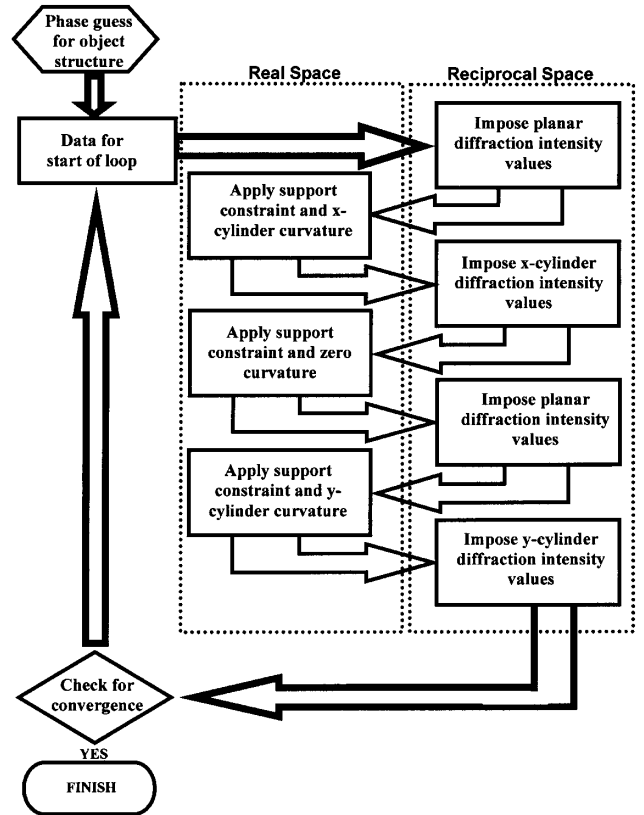 Phase guess
for object
structure
Real Space
Reciprocal Space
Data for
start of loop
Impose planar
diffraction intensity
values
Apply support
constraint and x-
cylinder curvature
Impose x-cylinder
diffraction intensity
values
Apply support
constraint and zero
curvature
Impose planar
diffraction intensity
values
Apply support
constraint and y-
cylinder curvature
Impose y-cylinder
diffraction intensity
values
Check for
convergence
YES
FINISH